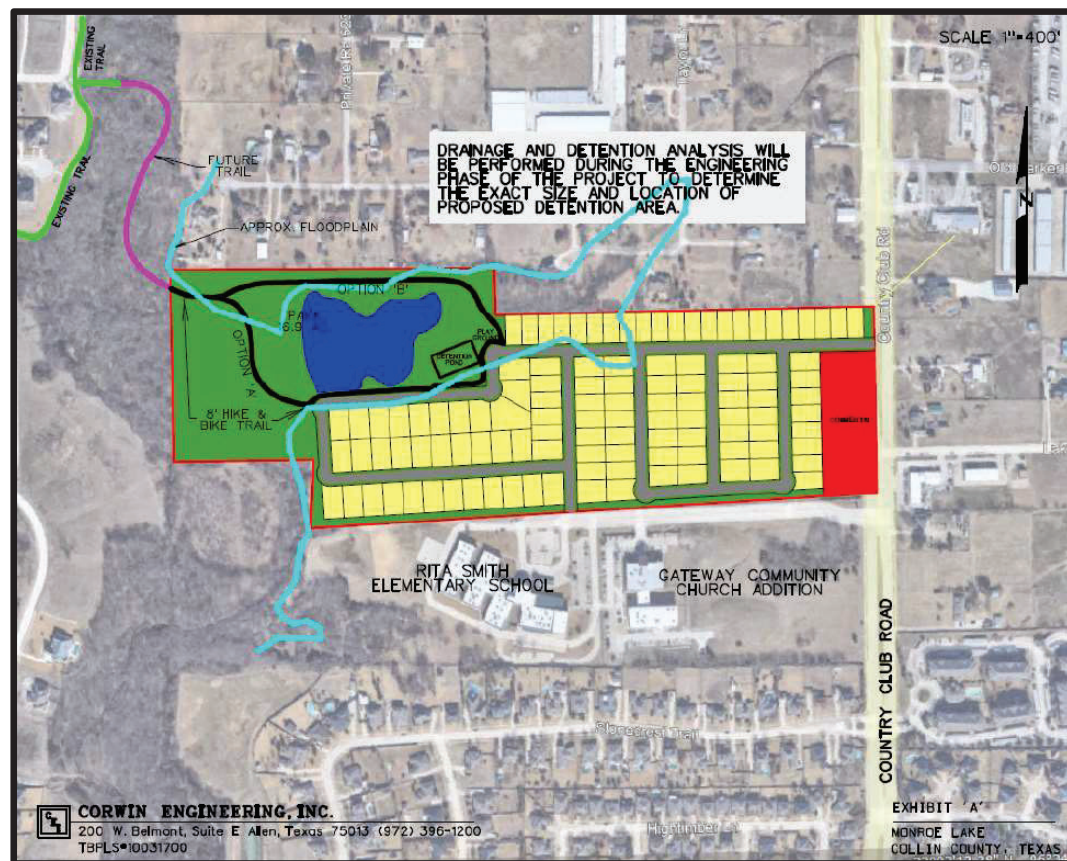 SCALE 1"=400'
EXISTING
TRAIL
EXISTING TRAIL
FUTURE
TRAIL
APPROX. FLOODPLAIN
DRAINAGE AND DETENTION ANALYSIS WILL
BE PERFORMED DURING THE ENGINEERING
PHASE OF THE PROJECT TO DETERMINE
THE EXACT SIZE AND LOCATION OF
PROPOSED DETENTION AREA.
N
Country Club Rd
OPTION 'B'
OPTION 'A'
PLAY
GROUND
DETENTION
POND
8' HIKE &
BIKE TRAIL
RITA SMITH
ELEMENTARY SCHOOL
GATEWAY COMMUNITY
CHURCH ADDITION
COUNTRY CLUB ROAD
Stonecrest Trail
CORWIN ENGINEERING, INC.
200 W. Belmont, Suite E Allen, Texas 75013 (972) 396-1200
TBPLS#10031700
EXHIBIT 'A'
MONROE LAKE
COLLIN COUNTY, TEXAS